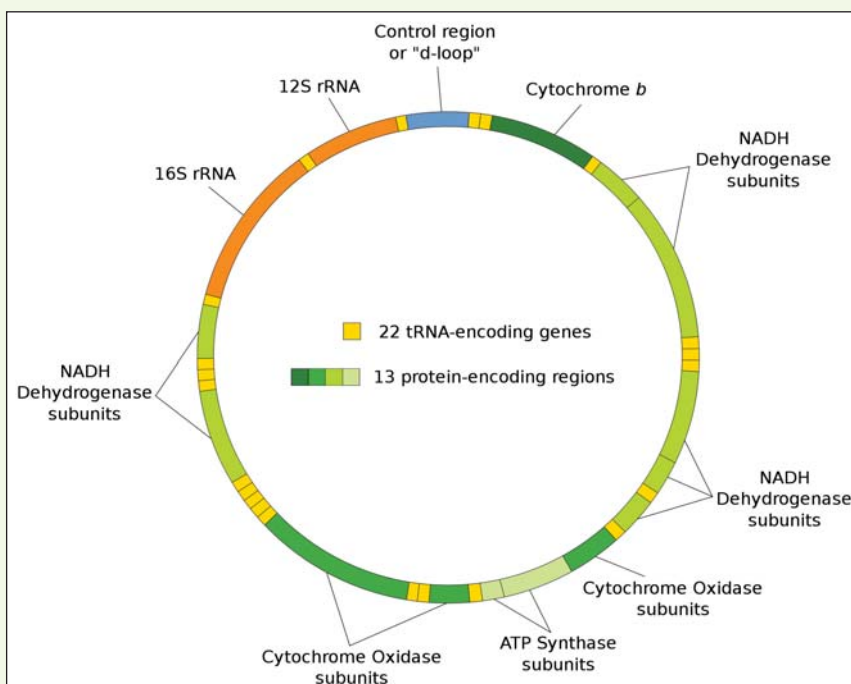 Control region
or "d-loop"
12S rRNA
Cytochrome b
NADH
Dehydrogenase
subunits
16S rRNA
22 tRNA-encoding genes
13 protein-encoding regions
NADH
Dehydrogenase
subunits
NADH
Dehydrogenase
subunits
Cytochrome Oxidase
subunits
ATP Synthase
subunits
Cytochrome Oxidase
subunits